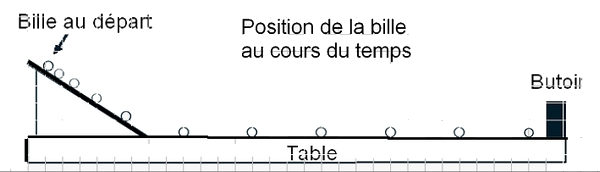 Bille au départ
Position de la bille
au cours du temps
Butoir
Table